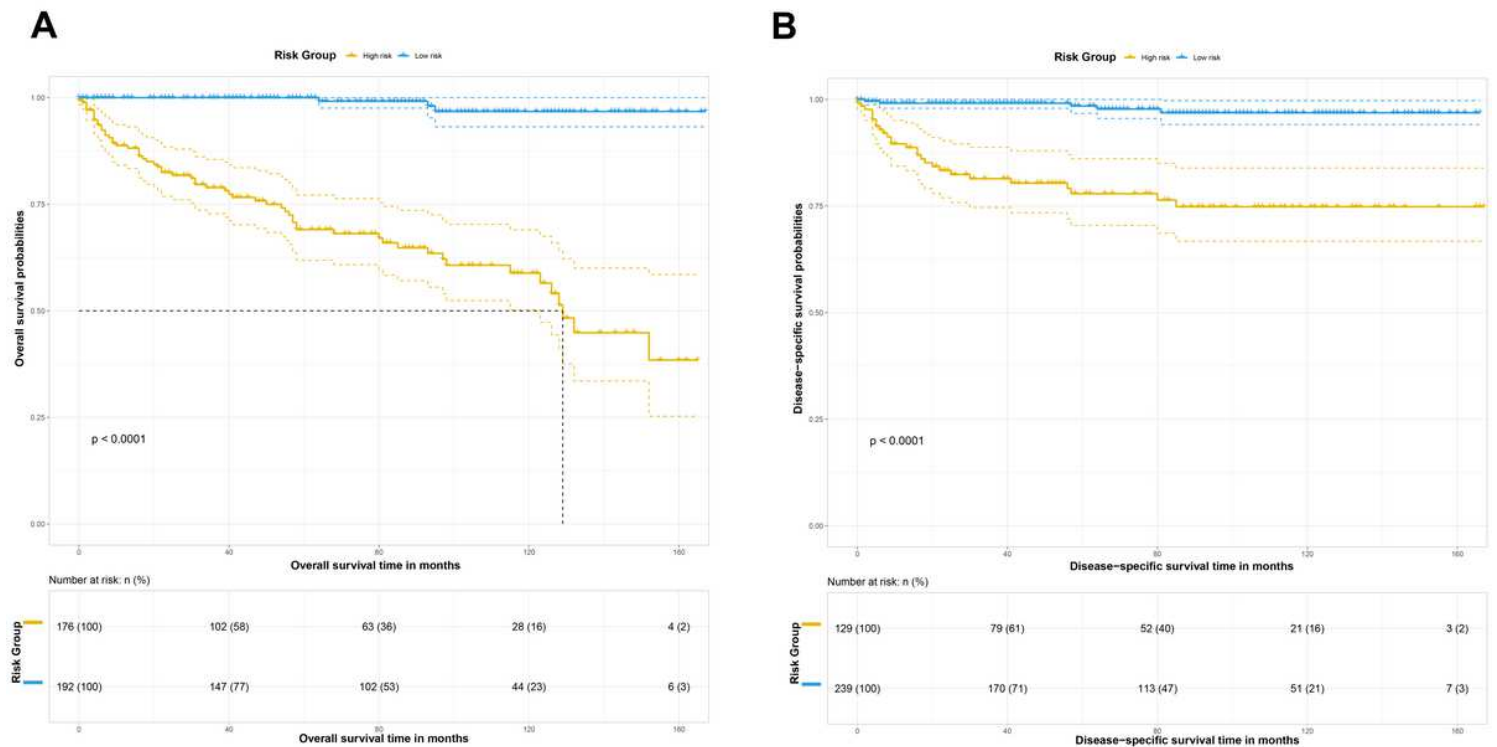 A
Risk Group High risk Low risk
Overall survival probabilities
1.00
0.75
0.50
0.25
0.00
p < 0.0001
0 40 80 120 160
Overall survival time in months
Number at risk: n (%)
Risk Group
176 (100) 102 (58) 63 (36) 28 (16) 4 (2)
192 (100) 147 (77) 102 (53) 44 (23) 6 (3)
0 40 80 120 160
Overall survival time in months
B
Risk Group High risk Low risk
Disease−specific survival probabilities
1.00
0.75
0.50
0.25
0.00
p < 0.0001
0 40 80 120 160
Disease−specific survival time in months
Number at risk: n (%)
Risk Group
129 (100) 79 (61) 52 (40) 21 (16) 3 (2)
239 (100) 170 (71) 113 (47) 51 (21) 7 (3)
0 40 80 120 160
Disease−specific survival time in months